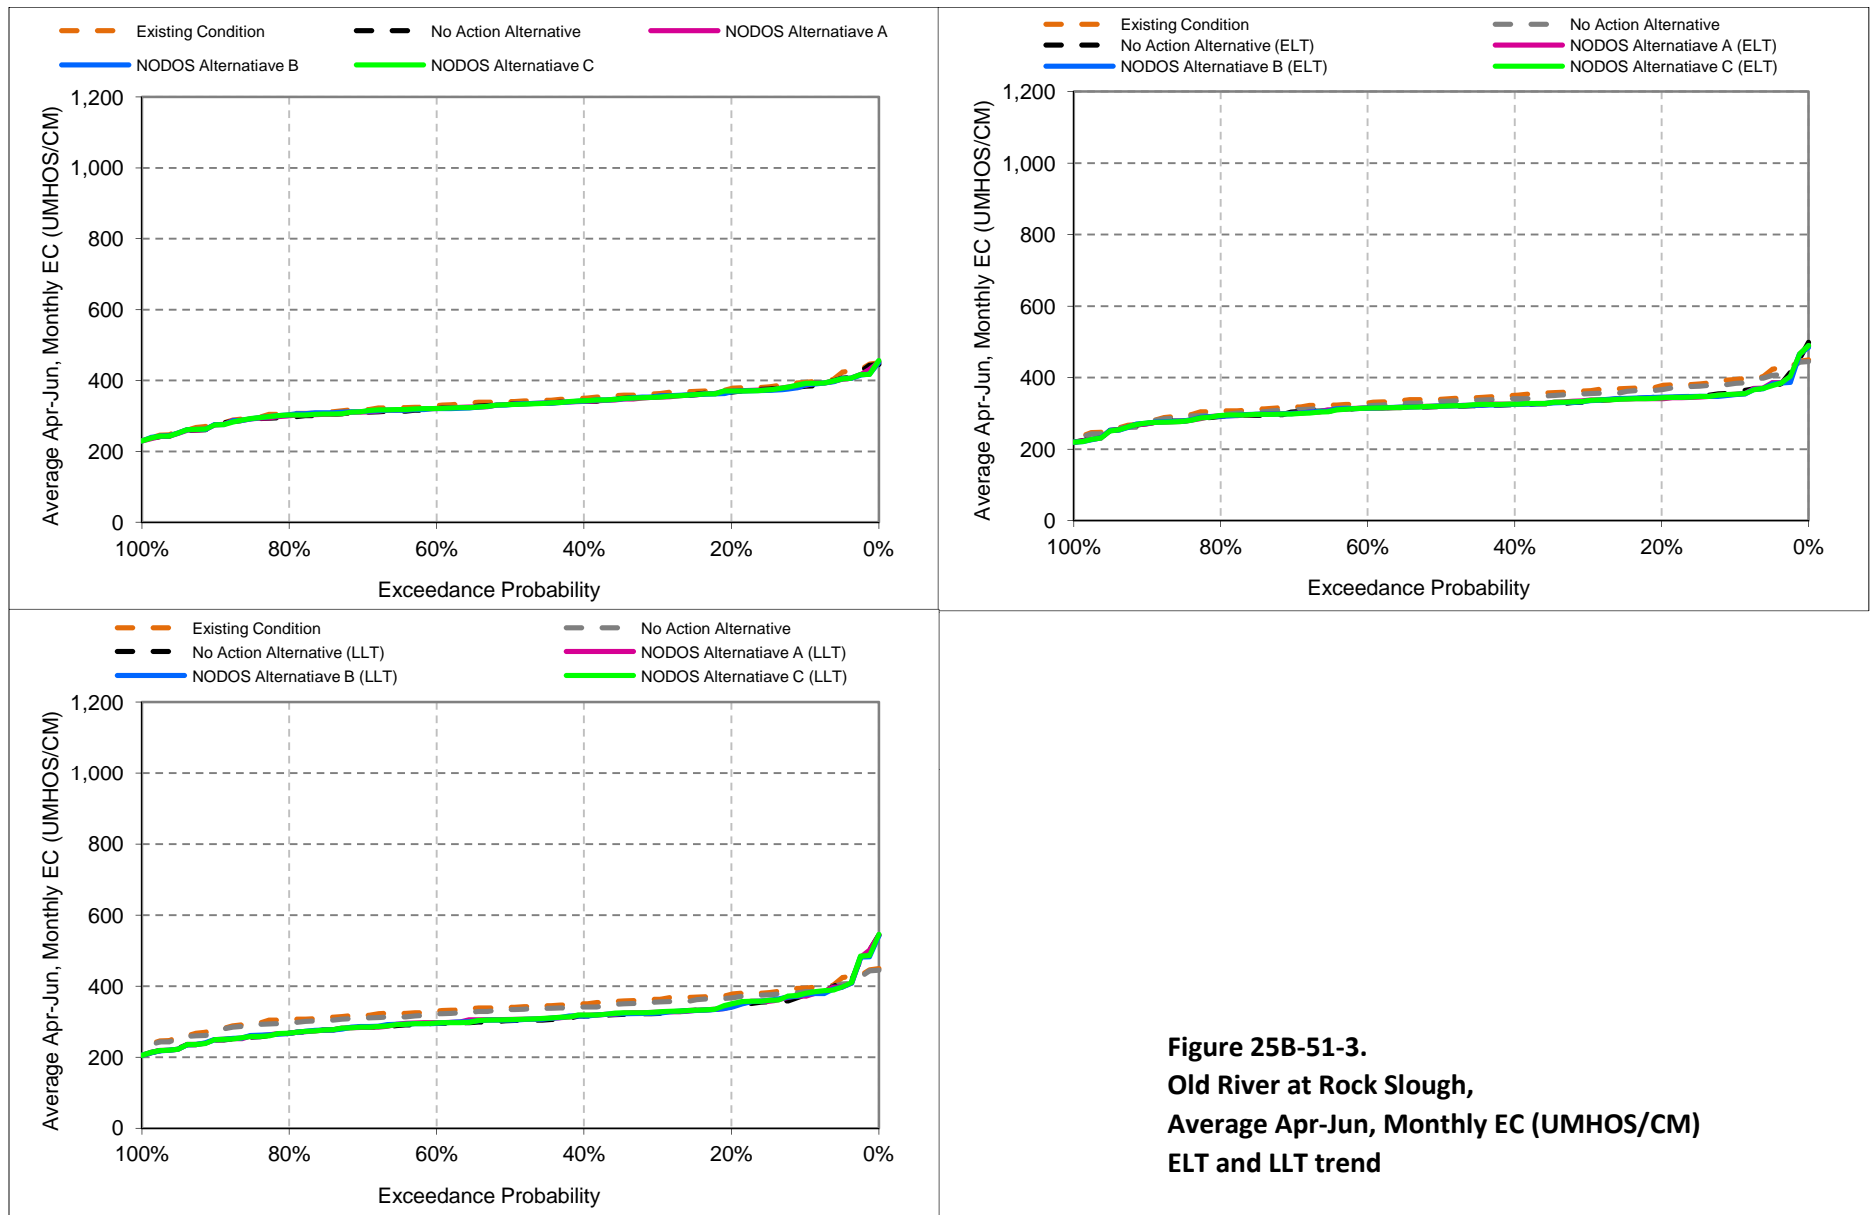 Existing Condition No Action Alternative NODOS Alternatiave A
NODOS Alternatiave B NODOS Alternatiave C
Average Apr-Jun, Monthly EC (UMHOS/CM)
1,200
1,000
800
600
400
200
0
100% 80% 60% 40% 20% 0%
Exceedance Probability
Existing Condition No Action Alternative
No Action Alternative (ELT) NODOS Alternatiave A (ELT)
NODOS Alternatiave B (ELT) NODOS Alternatiave C (ELT)
Average Apr-Jun, Monthly EC (UMHOS/CM)
1,200
1,000
800
600
400
200
0
100% 80% 60% 40% 20% 0%
Exceedance Probability
Existing Condition No Action Alternative
No Action Alternative (LLT) NODOS Alternatiave A (LLT)
NODOS Alternatiave B (LLT) NODOS Alternatiave C (LLT)
Average Apr-Jun, Monthly EC (UMHOS/CM)
1,200
1,000
800
600
400
200
0
100% 80% 60% 40% 20% 0%
Exceedance Probability
Figure 25B-51-3.
Old River at Rock Slough,
Average Apr-Jun, Monthly EC (UMHOS/CM)
ELT and LLT trend